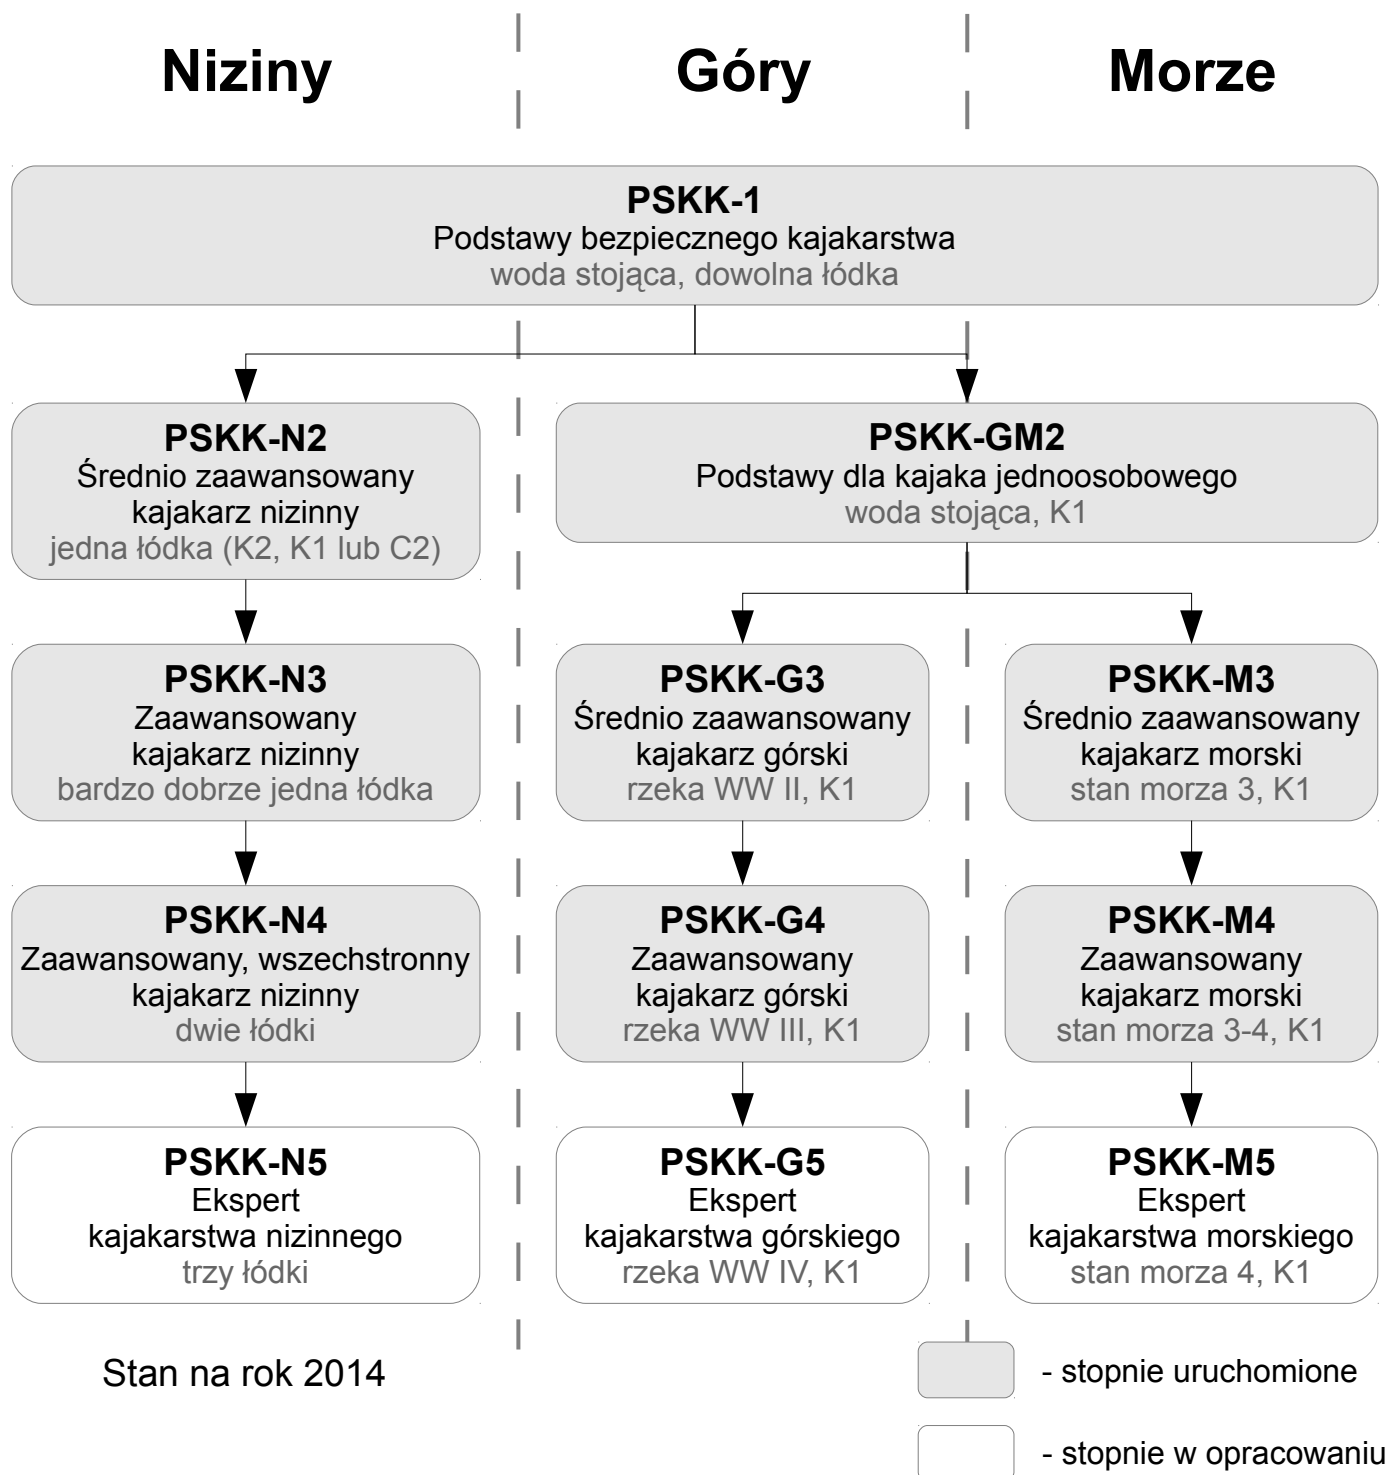 Niziny
Góry
Morze
PSKK-1
Podstawy bezpiecznego kajakarstwa
woda stojąca, dowolna łódka
PSKK-N2
Średnio zaawansowany
kajakarz nizinny
jedna łódka (K2, K1 lub C2)
PSKK-GM2
Podstawy dla kajaka jednoosobowego
woda stojąca, K1
PSKK-N3
Zaawansowany
kajakarz nizinny
bardzo dobrze jedna łódka
PSKK-G3
Średnio zaawansowany
kajakarz górski
rzeka WW II, K1
PSKK-M3
Średnio zaawansowany
kajakarz morski
stan morza 3, K1
PSKK-N4
Zaawansowany, wszechstronny
kajakarz nizinny
dwie łódki
PSKK-G4
Zaawansowany
kajakarz górski
rzeka WW III, K1
PSKK-M4
Zaawansowany
kajakarz morski
stan morza 3-4, K1
PSKK-N5
Ekspert
kajakarstwa nizinnego
trzy łódki
PSKK-G5
Ekspert
kajakarstwa górskiego
rzeka WW IV, K1
PSKK-M5
Ekspert
kajakarstwa morskiego
stan morza 4, K1
Stan na rok 2014
- stopnie uruchomione
- stopnie w opracowaniu